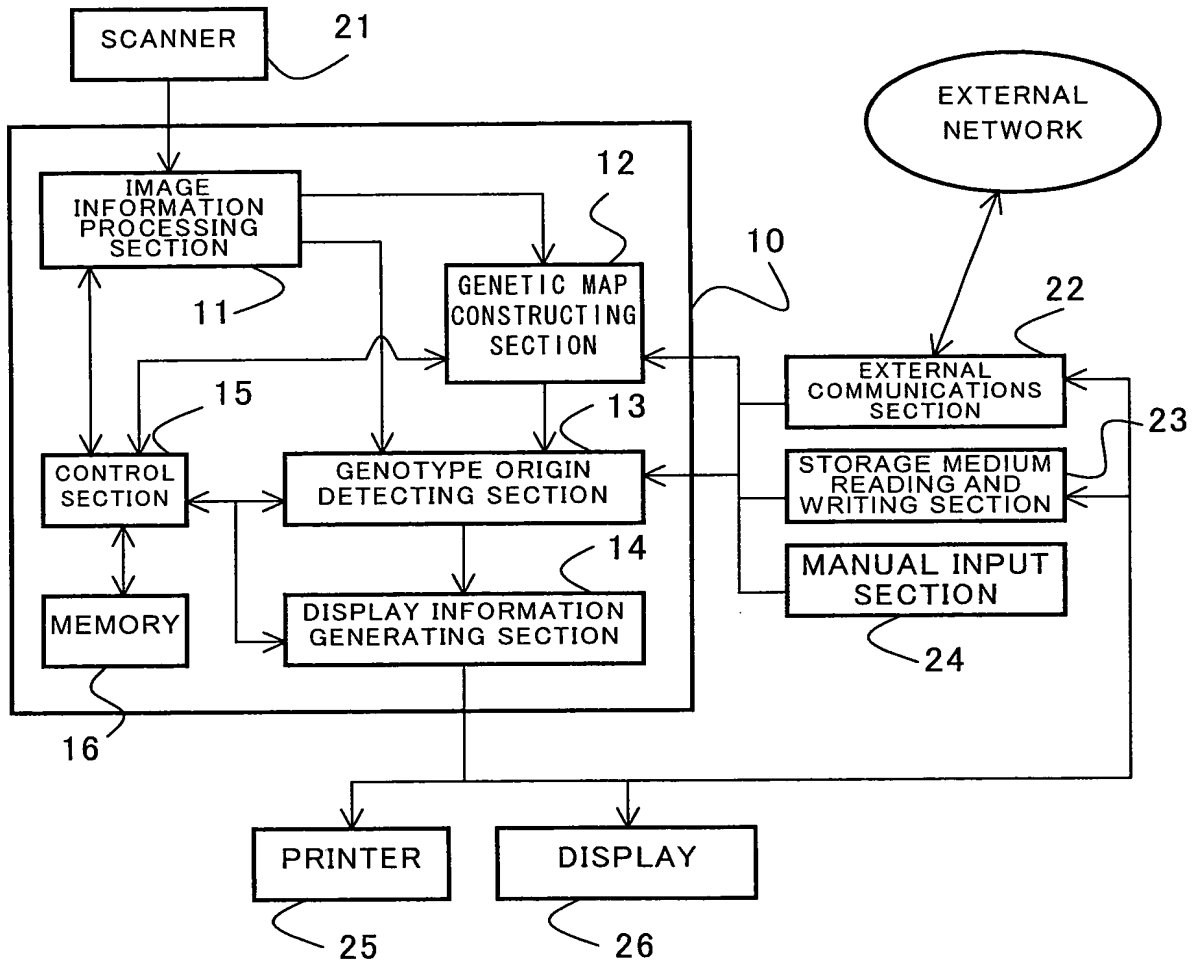 SCANNER
21
EXTERNAL
NETWORK
IMAGE
INFORMATION
PROCESSING
SECTION
11
12
10
GENETIC MAP
CONSTRUCTING
SECTION
22
EXTERNAL
COMMUNICATIONS
SECTION
15
13
23
CONTROL
SECTION
GENOTYPE ORIGIN
DETECTING SECTION
STORAGE MEDIUM
READING AND
WRITING SECTION
14
MANUAL INPUT
SECTION
24
MEMORY
16
DISPLAY INFORMATION
GENERATING SECTION
PRINTER
25
DISPLAY
26